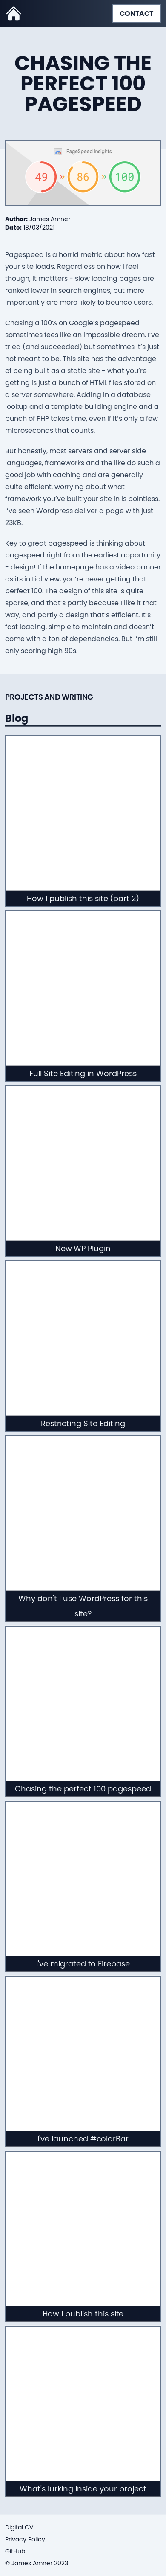 CONTACT
CHASING THE
PERFECT 100
PAGESPEED
PageSpeed Insights
49 » 86 » 100
Author: James Amner
Date: 18/03/2021
Pagespeed is a horrid metric about how fast
your site loads. Regardless on how I feel
though, it matters - slow loading pages are
ranked lower in search engines, but more
importantly are more likely to bounce users.
Chasing a 100% on Google's pagespeed
sometimes feels like an impossible dream. I've
tried (and succeeded) but sometimes it's just
not meant to be. This site has the advantage
of being built as a static site - what you're
getting is just a bunch of HTML files stored on
a server somewhere. Adding in a database
lookup and a template building engine and a
bunch of PHP takes time, even if it's only a few
microseconds that counts.
But honestly, most servers and server side
languages, frameworks and the like do such a
good job with caching and are generally
quite efficient, worrying about what
framework you've built your site in is pointless.
I've seen Wordpress deliver a page with just
23KB.
Key to great pagespeed is thinking about
pagespeed right from the earliest opportunity
- design! If the homepage has a video banner
as its initial view, you're never getting that
perfect 100. The design of this site is quite
sparse, and that's partly because I like it that
way, and partly a design that's efficient. It's
fast loading, simple to maintain and doesn't
come with a ton of dependencies. But I'm still
only scoring high 90s.
PROJECTS AND WRITING
Blog
How I publish this site (part 2)
Full Site Editing in WordPress
New WP Plugin
Restricting Site Editing
Why don't I use WordPress for this
site?
Chasing the perfect 100 pagespeed
I've migrated to Firebase
I've launched #colorBar
How I publish this site
What's lurking inside your project
Digital CV
Privacy Policy
GitHub
© James Amner 2023